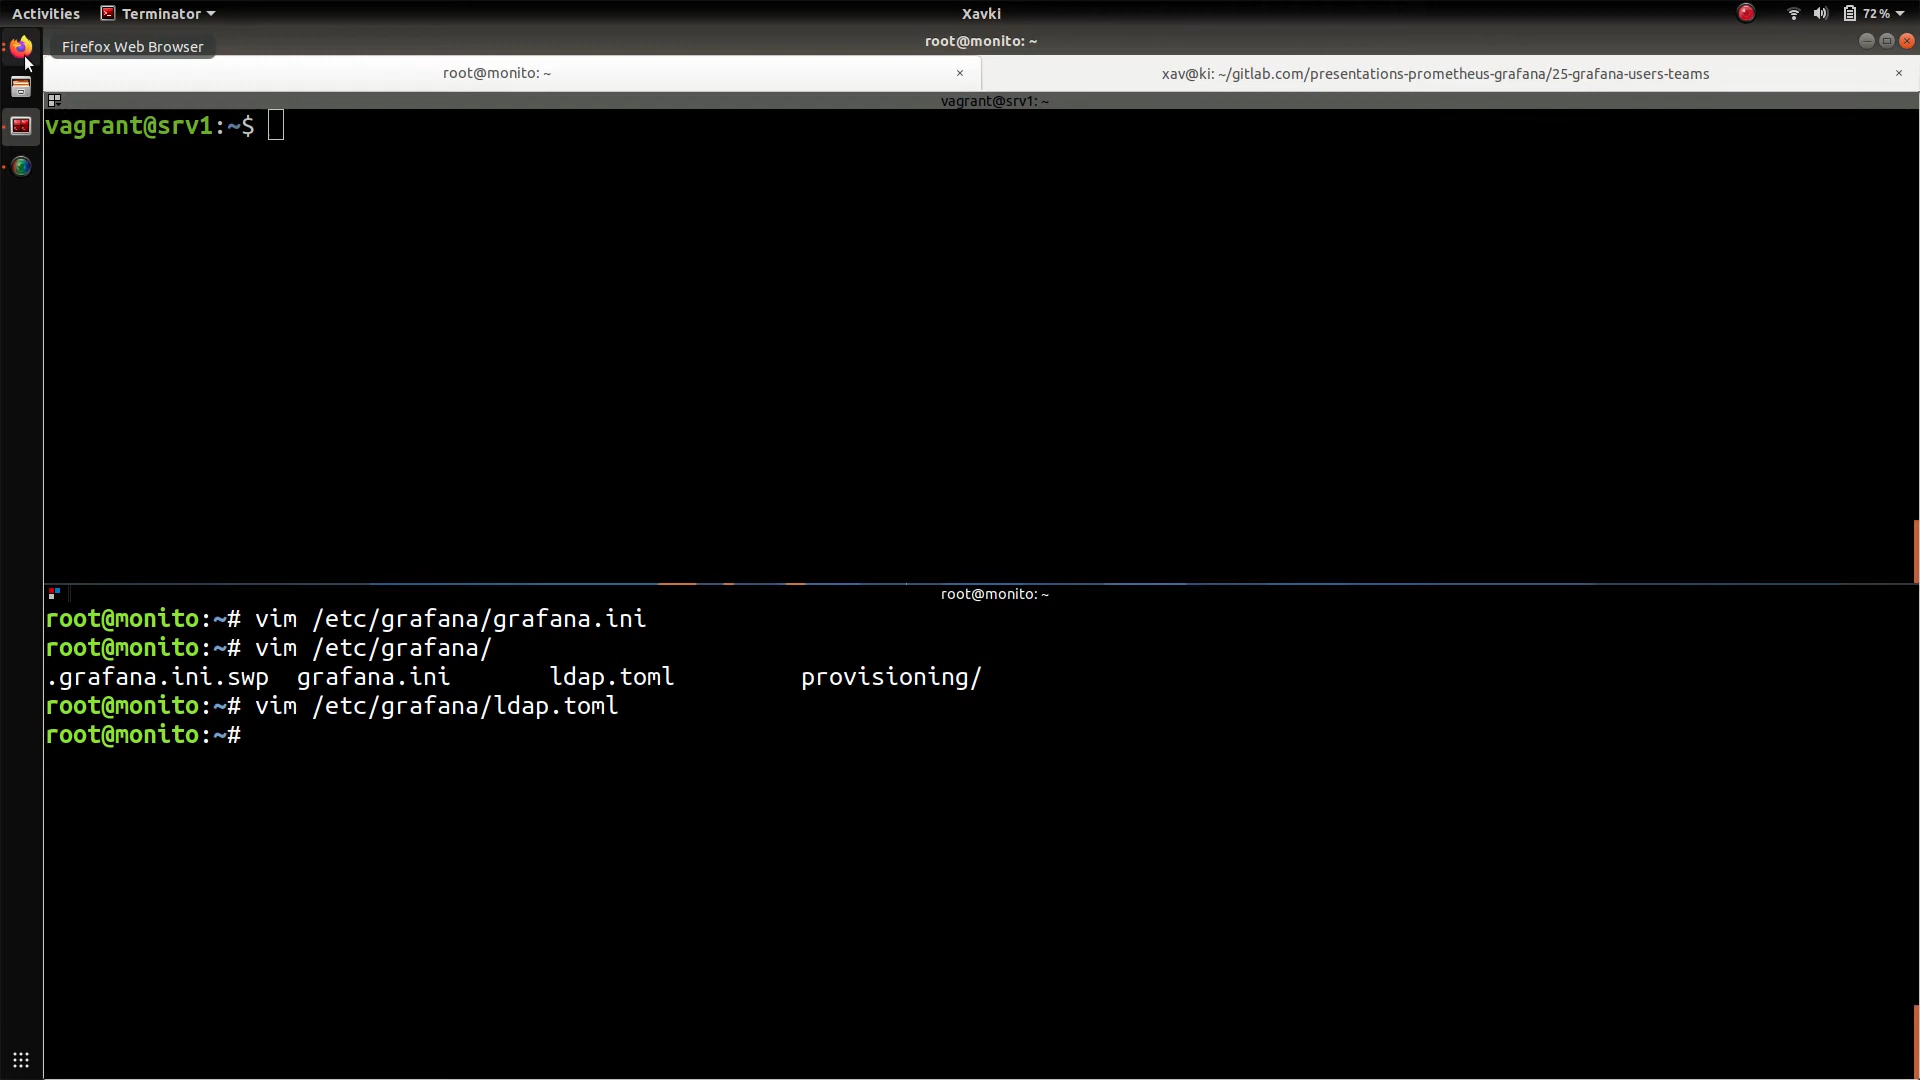 Activities Terminator Xavki 72%
Firefox Web Browser root@monito: ~
root@monito: ~ × xav@ki: ~/gitlab.com/presentations-prometheus-grafana/25-grafana-users-teams ×
vagrant@srv1: ~
vagrant@srv1:~$
root@monito: ~
root@monito:~# vim /etc/grafana/grafana.ini
root@monito:~# vim /etc/grafana/
.grafana.ini.swp grafana.ini ldap.toml provisioning/
root@monito:~# vim /etc/grafana/ldap.toml
root@monito:~#